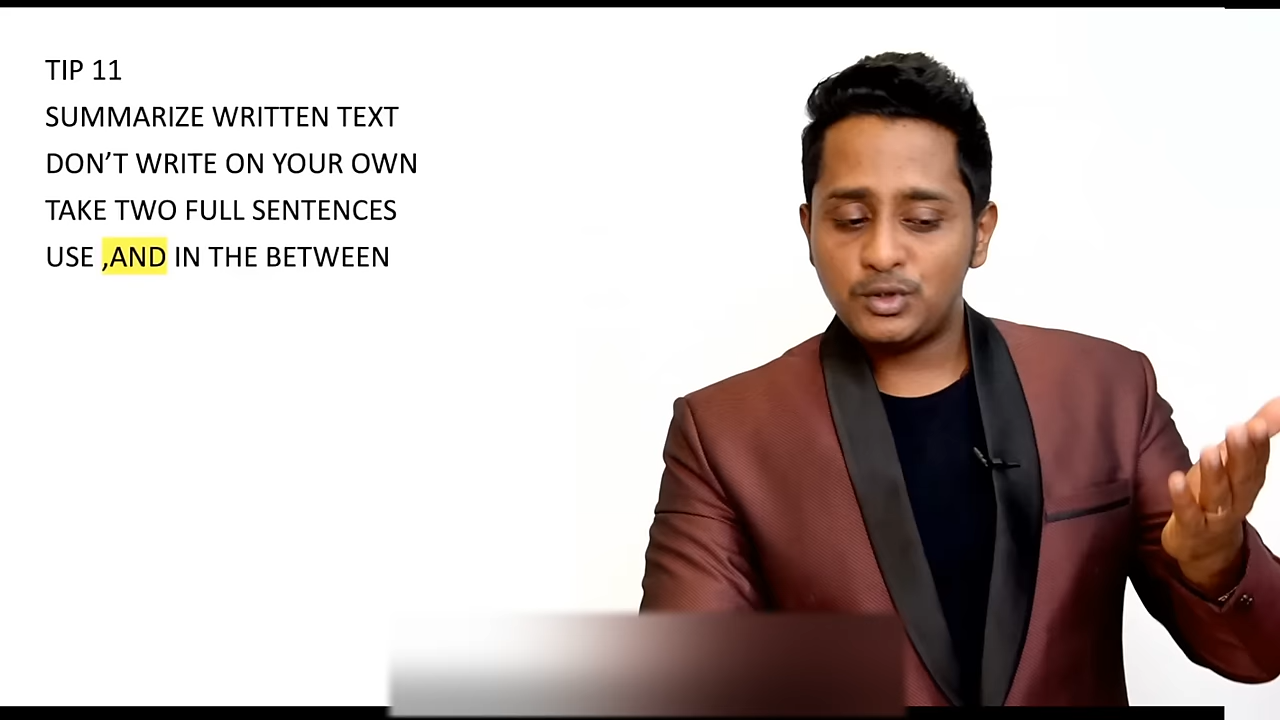 TIP 11
SUMMARIZE WRITTEN TEXT
DON’T WRITE ON YOUR OWN
TAKE TWO FULL SENTENCES
USE ,AND IN THE BETWEEN